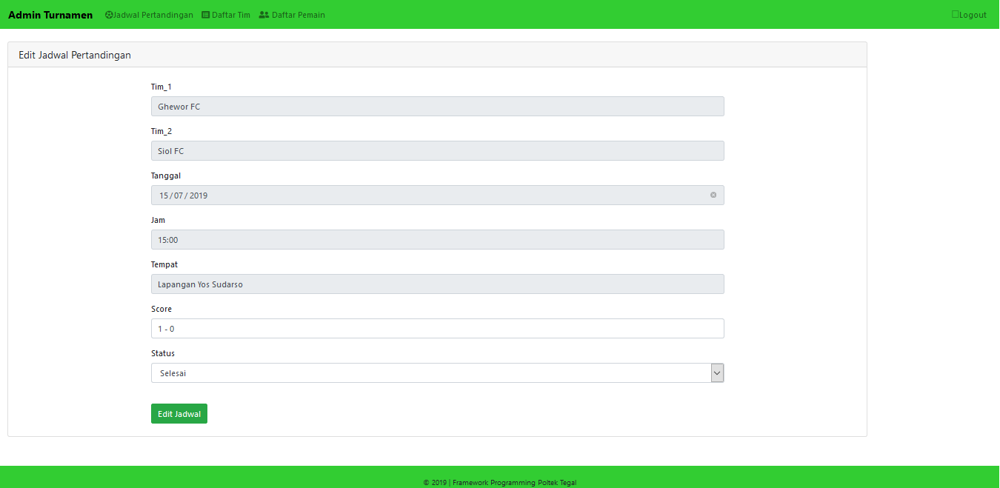 Admin Turnamen Jadwal Pertandingan Daftar Tim Daftar Pemain Logout
Edit Jadwal Pertandingan
Tim_1
Ghewor FC
Tim_2
Siol FC
Tanggal
15 / 07 / 2019
Jam
15:00
Tempat
Lapangan Yos Sudarso
Score
1 - 0
Status
Selesai
Edit Jadwal
© 2019 | Framework Programming Poltek Tegal